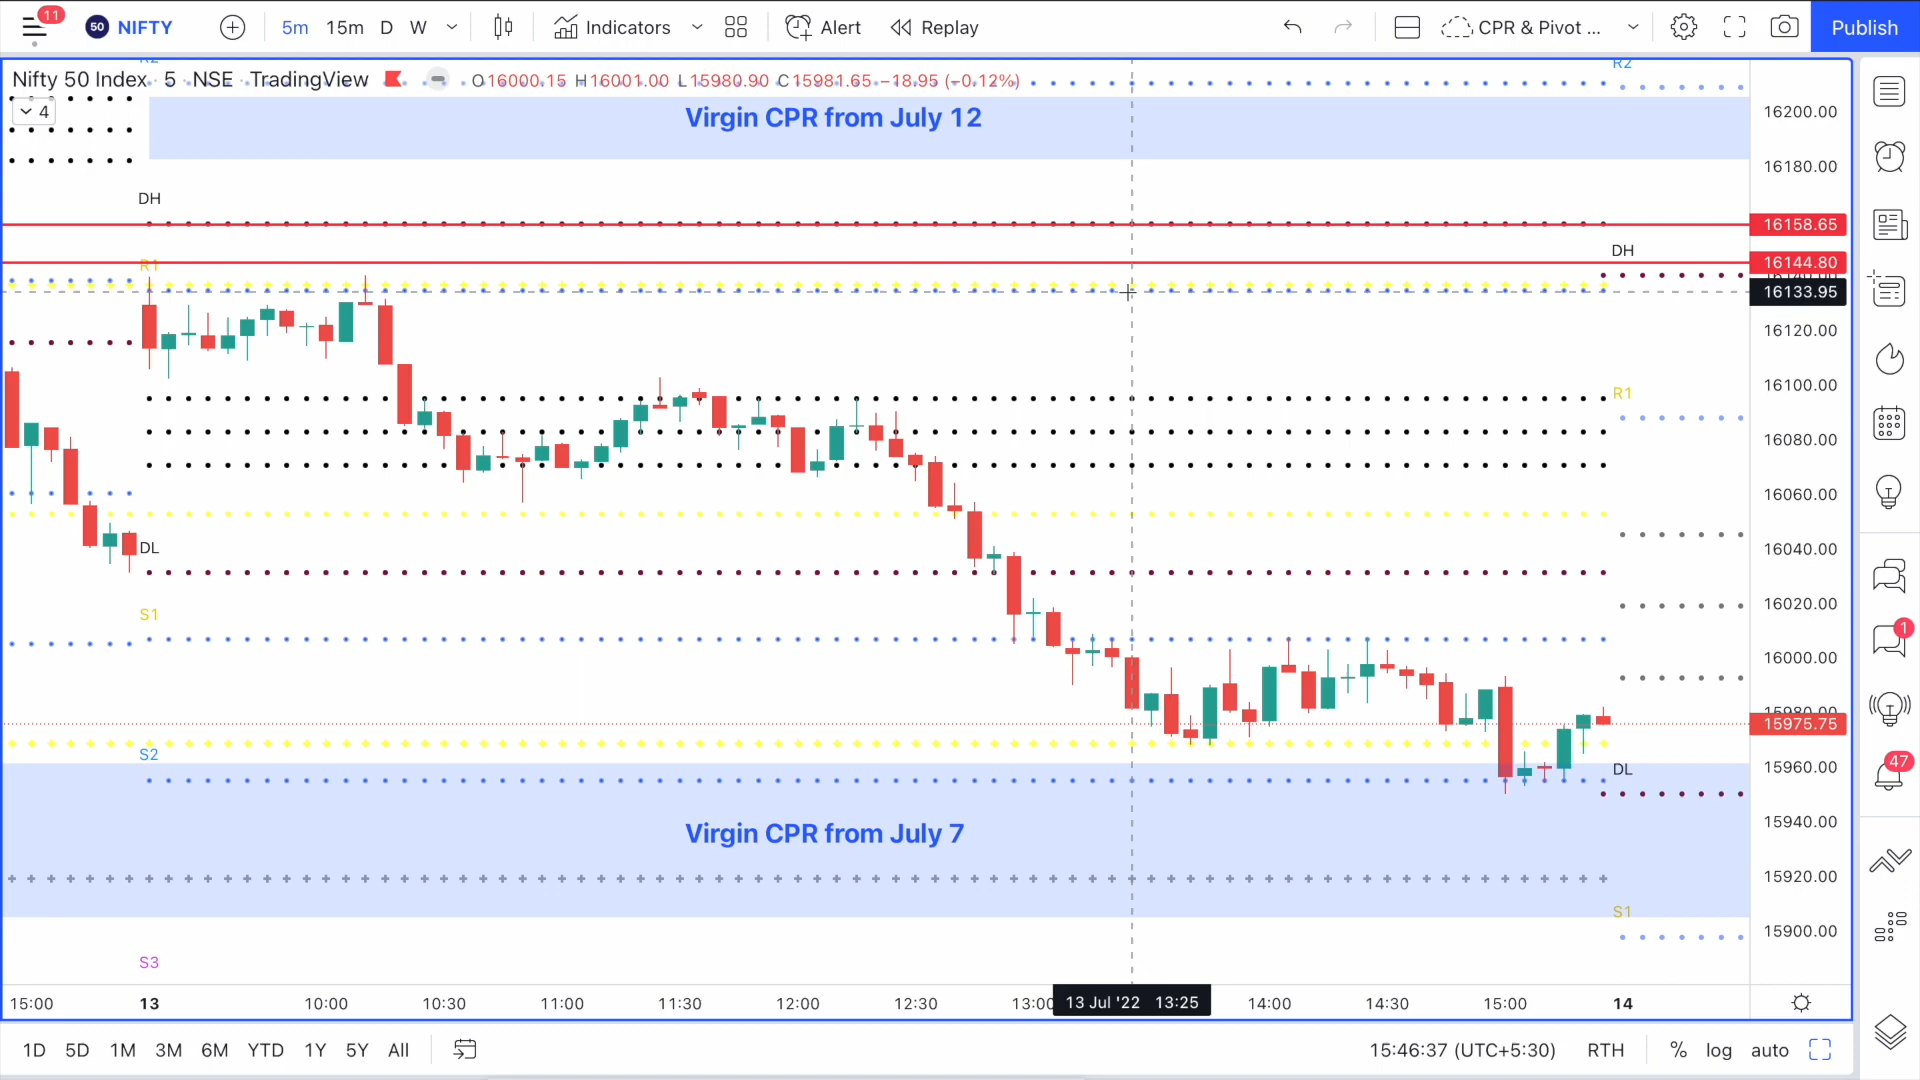 11
50 NIFTY 5m 15m D W Indicators Alert Replay CPR & Pivot ... Publish
Nifty 50 Index · 5 · NSE · TradingView O16000.15 H16001.00 L15980.90 C15981.65 −18.95 (−0.12%)
R2
4
Virgin CPR from July 12
16200.00
16180.00
DH
16158.65
DH
16144.80
R1
16133.95
16120.00
16100.00
R1
16080.00
16060.00
DL
16040.00
S1
16020.00
16000.00
1
15980.00
15975.75
S2
DL
15960.00
47
Virgin CPR from July 7
15940.00
15920.00
S1
15900.00
S3
15:00 13 10:00 10:30 11:00 11:30 12:00 12:30 13:00 13 Jul '22 13:25 14:00 14:30 15:00 14
1D 5D 1M 3M 6M YTD 1Y 5Y All 15:46:37 (UTC+5:30) RTH % log auto